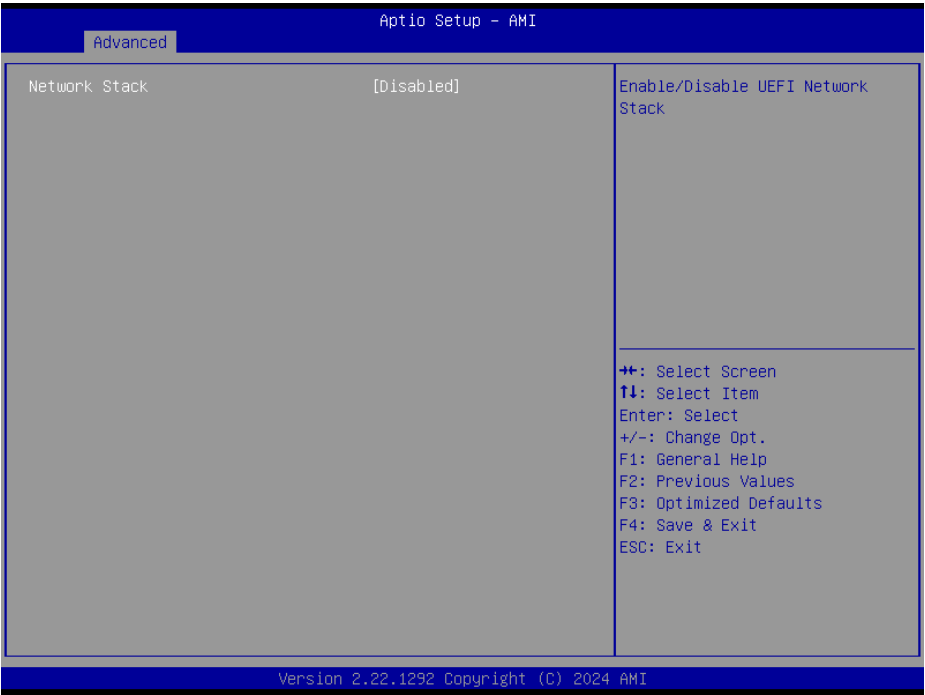 Aptio Setup – AMI
Advanced
Network Stack [Disabled]
Enable/Disable UEFI Network
Stack
→←: Select Screen
↑↓: Select Item
Enter: Select
+/-: Change Opt.
F1: General Help
F2: Previous Values
F3: Optimized Defaults
F4: Save & Exit
ESC: Exit
Version 2.22.1292 Copyright (C) 2024 AMI